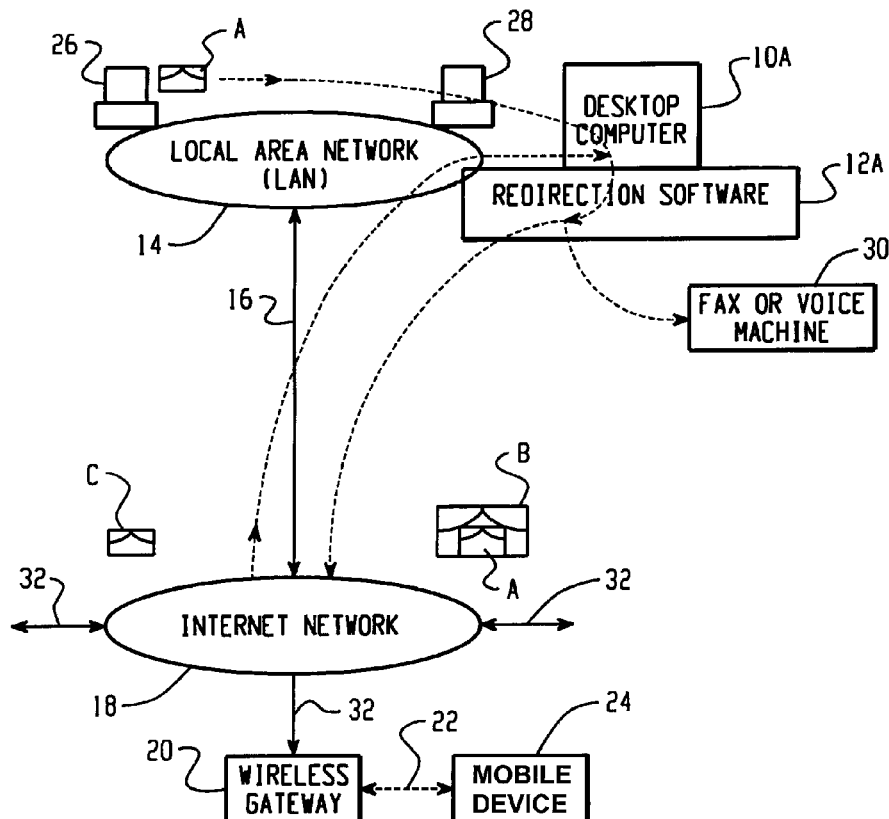 26
A
28
10A
DESKTOP
COMPUTER
LOCAL AREA NETWORK
(LAN)
12A
REDIRECTION SOFTWARE
14
30
16
FAX OR VOICE
MACHINE
C
B
A
32
32
INTERNET NETWORK
18
32
20
22
24
WIRELESS
GATEWAY
MOBILE
DEVICE